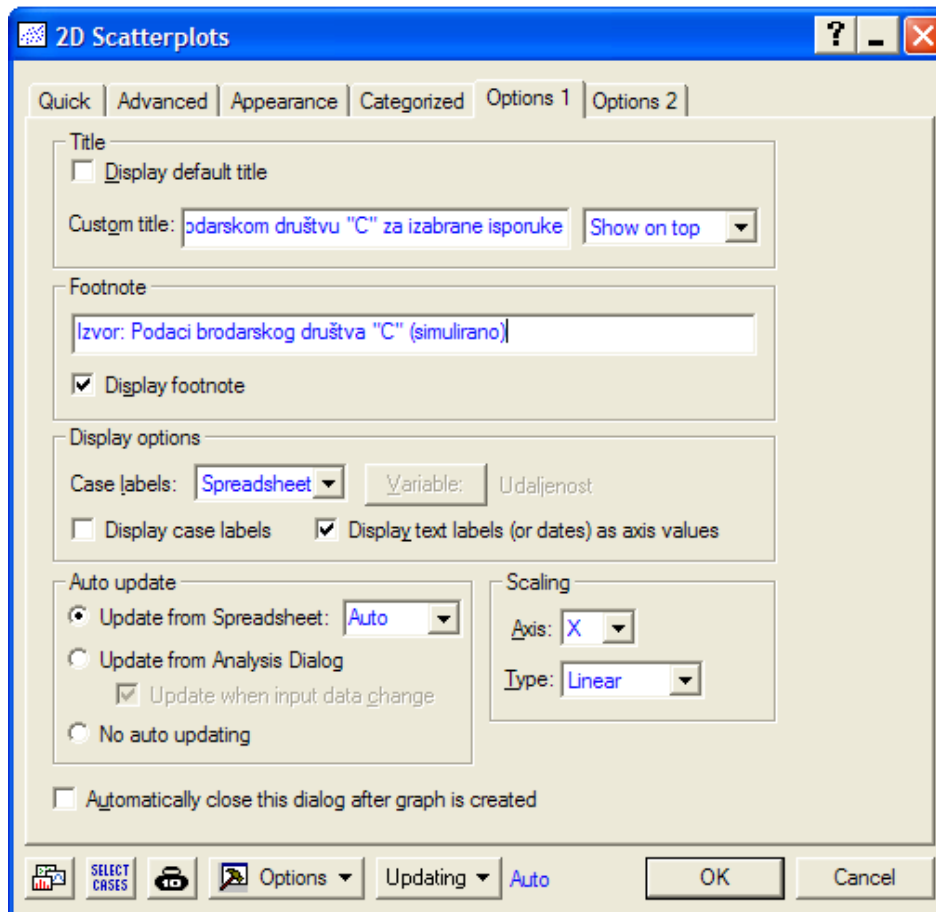 2D Scatterplots
Quick Advanced Appearance Categorized Options 1 Options 2
Title
Display default title
Custom title: odarskom društvu "C" za izabrane isporuke Show on top
Footnote
Izvor: Podaci brodarskog društva "C" (simulirano)
Display footnote
Display options
Case labels: Spreadsheet Variable: Udaljenost
Display case labels Display text labels (or dates) as axis values
Auto update Scaling
Update from Spreadsheet: Auto Axis: X
Update from Analysis Dialog Type: Linear
Update when input data change
No auto updating
Automatically close this dialog after graph is created
SELECT CASES Options Updating Auto OK Cancel